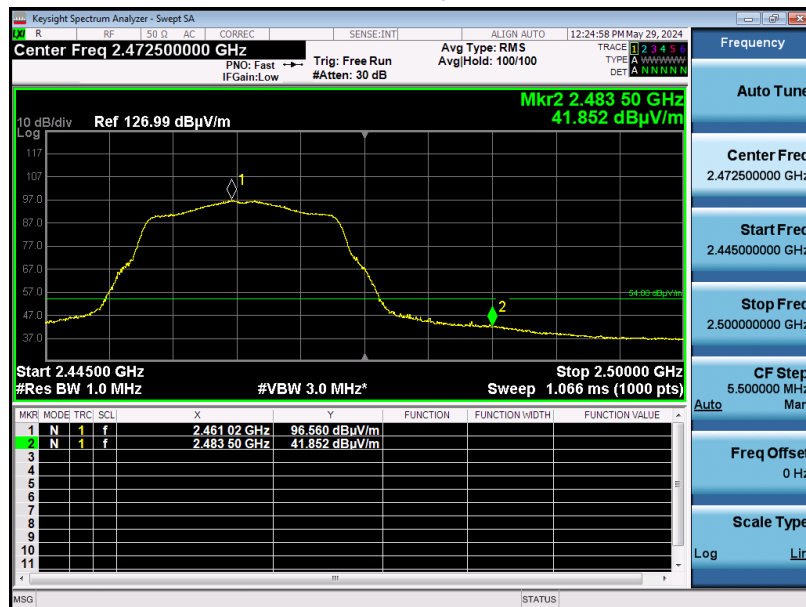 Keysight Spectrum Analyzer - Swept SA
LXI R RF 50 Ω AC CORREC SENSE:INT ALIGN AUTO 12:24:58 PM May 29, 2024
Center Freq 2.472500000 GHz
PNO: Fast
IFGain:Low
Trig: Free Run
#Atten: 30 dB
Avg Type: RMS
Avg|Hold: 100/100
TRACE 1 2 3 4 5 6
TYPE A WWWWW
DET A N N N N N
Mkr2 2.483 50 GHz
41.852 dBµV/m
10 dB/div Ref 126.99 dBµV/m
Log
117
107
97.0
87.0
77.0
67.0
57.0
47.0
37.0
1
2
54.00 dBµV/m
Start 2.44500 GHz
Stop 2.50000 GHz
#Res BW 1.0 MHz #VBW 3.0 MHz* Sweep 1.066 ms (1000 pts)
MKR MODE TRC SCL X Y FUNCTION FUNCTION WIDTH FUNCTION VALUE
1 N 1 f 2.461 02 GHz 96.560 dBµV/m
2 N 1 f 2.483 50 GHz 41.852 dBµV/m
3
4
5
6
7
8
9
10
11
MSG
STATUS
Frequency
Auto Tune
Center Freq
2.472500000 GHz
Start Freq
2.445000000 GHz
Stop Freq
2.500000000 GHz
CF Step
5.500000 MHz
Auto Man
Freq Offset
0 Hz
Scale Type
Log Lin